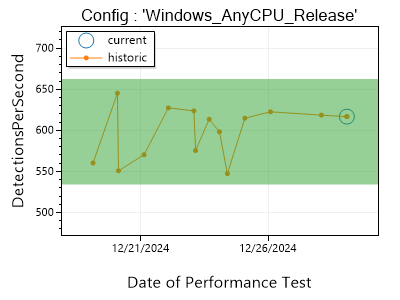 Config : 'Windows_AnyCPU_Release'
current
historic
DetectionsPerSecond
700
650
600
550
500
12/21/2024
12/26/2024
Date of Performance Test